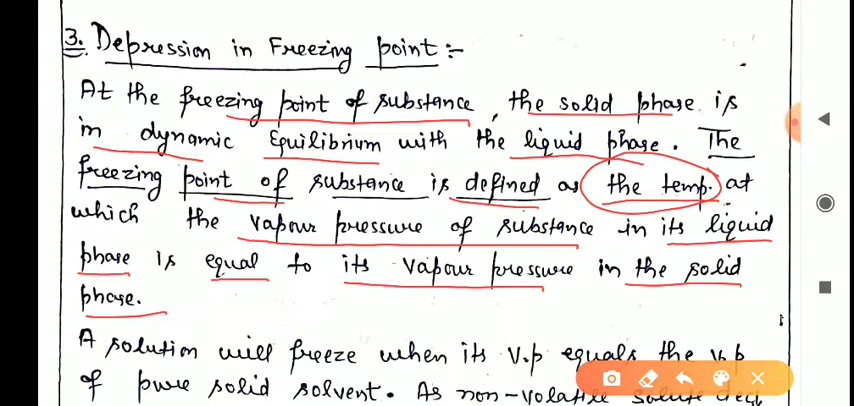 3. Depression in Freezing point :-
At the freezing point of substance, the solid phase is
in dynamic Equilibrium with the liquid phase. The
freezing point of substance is defined as the temp. at
which the vapour pressure of substance in its liquid
phase is equal to its vapour pressure in the solid
phase.
A solution will freeze when its V.p equals the v.p
of pure solid solvent. As non-volatile solute